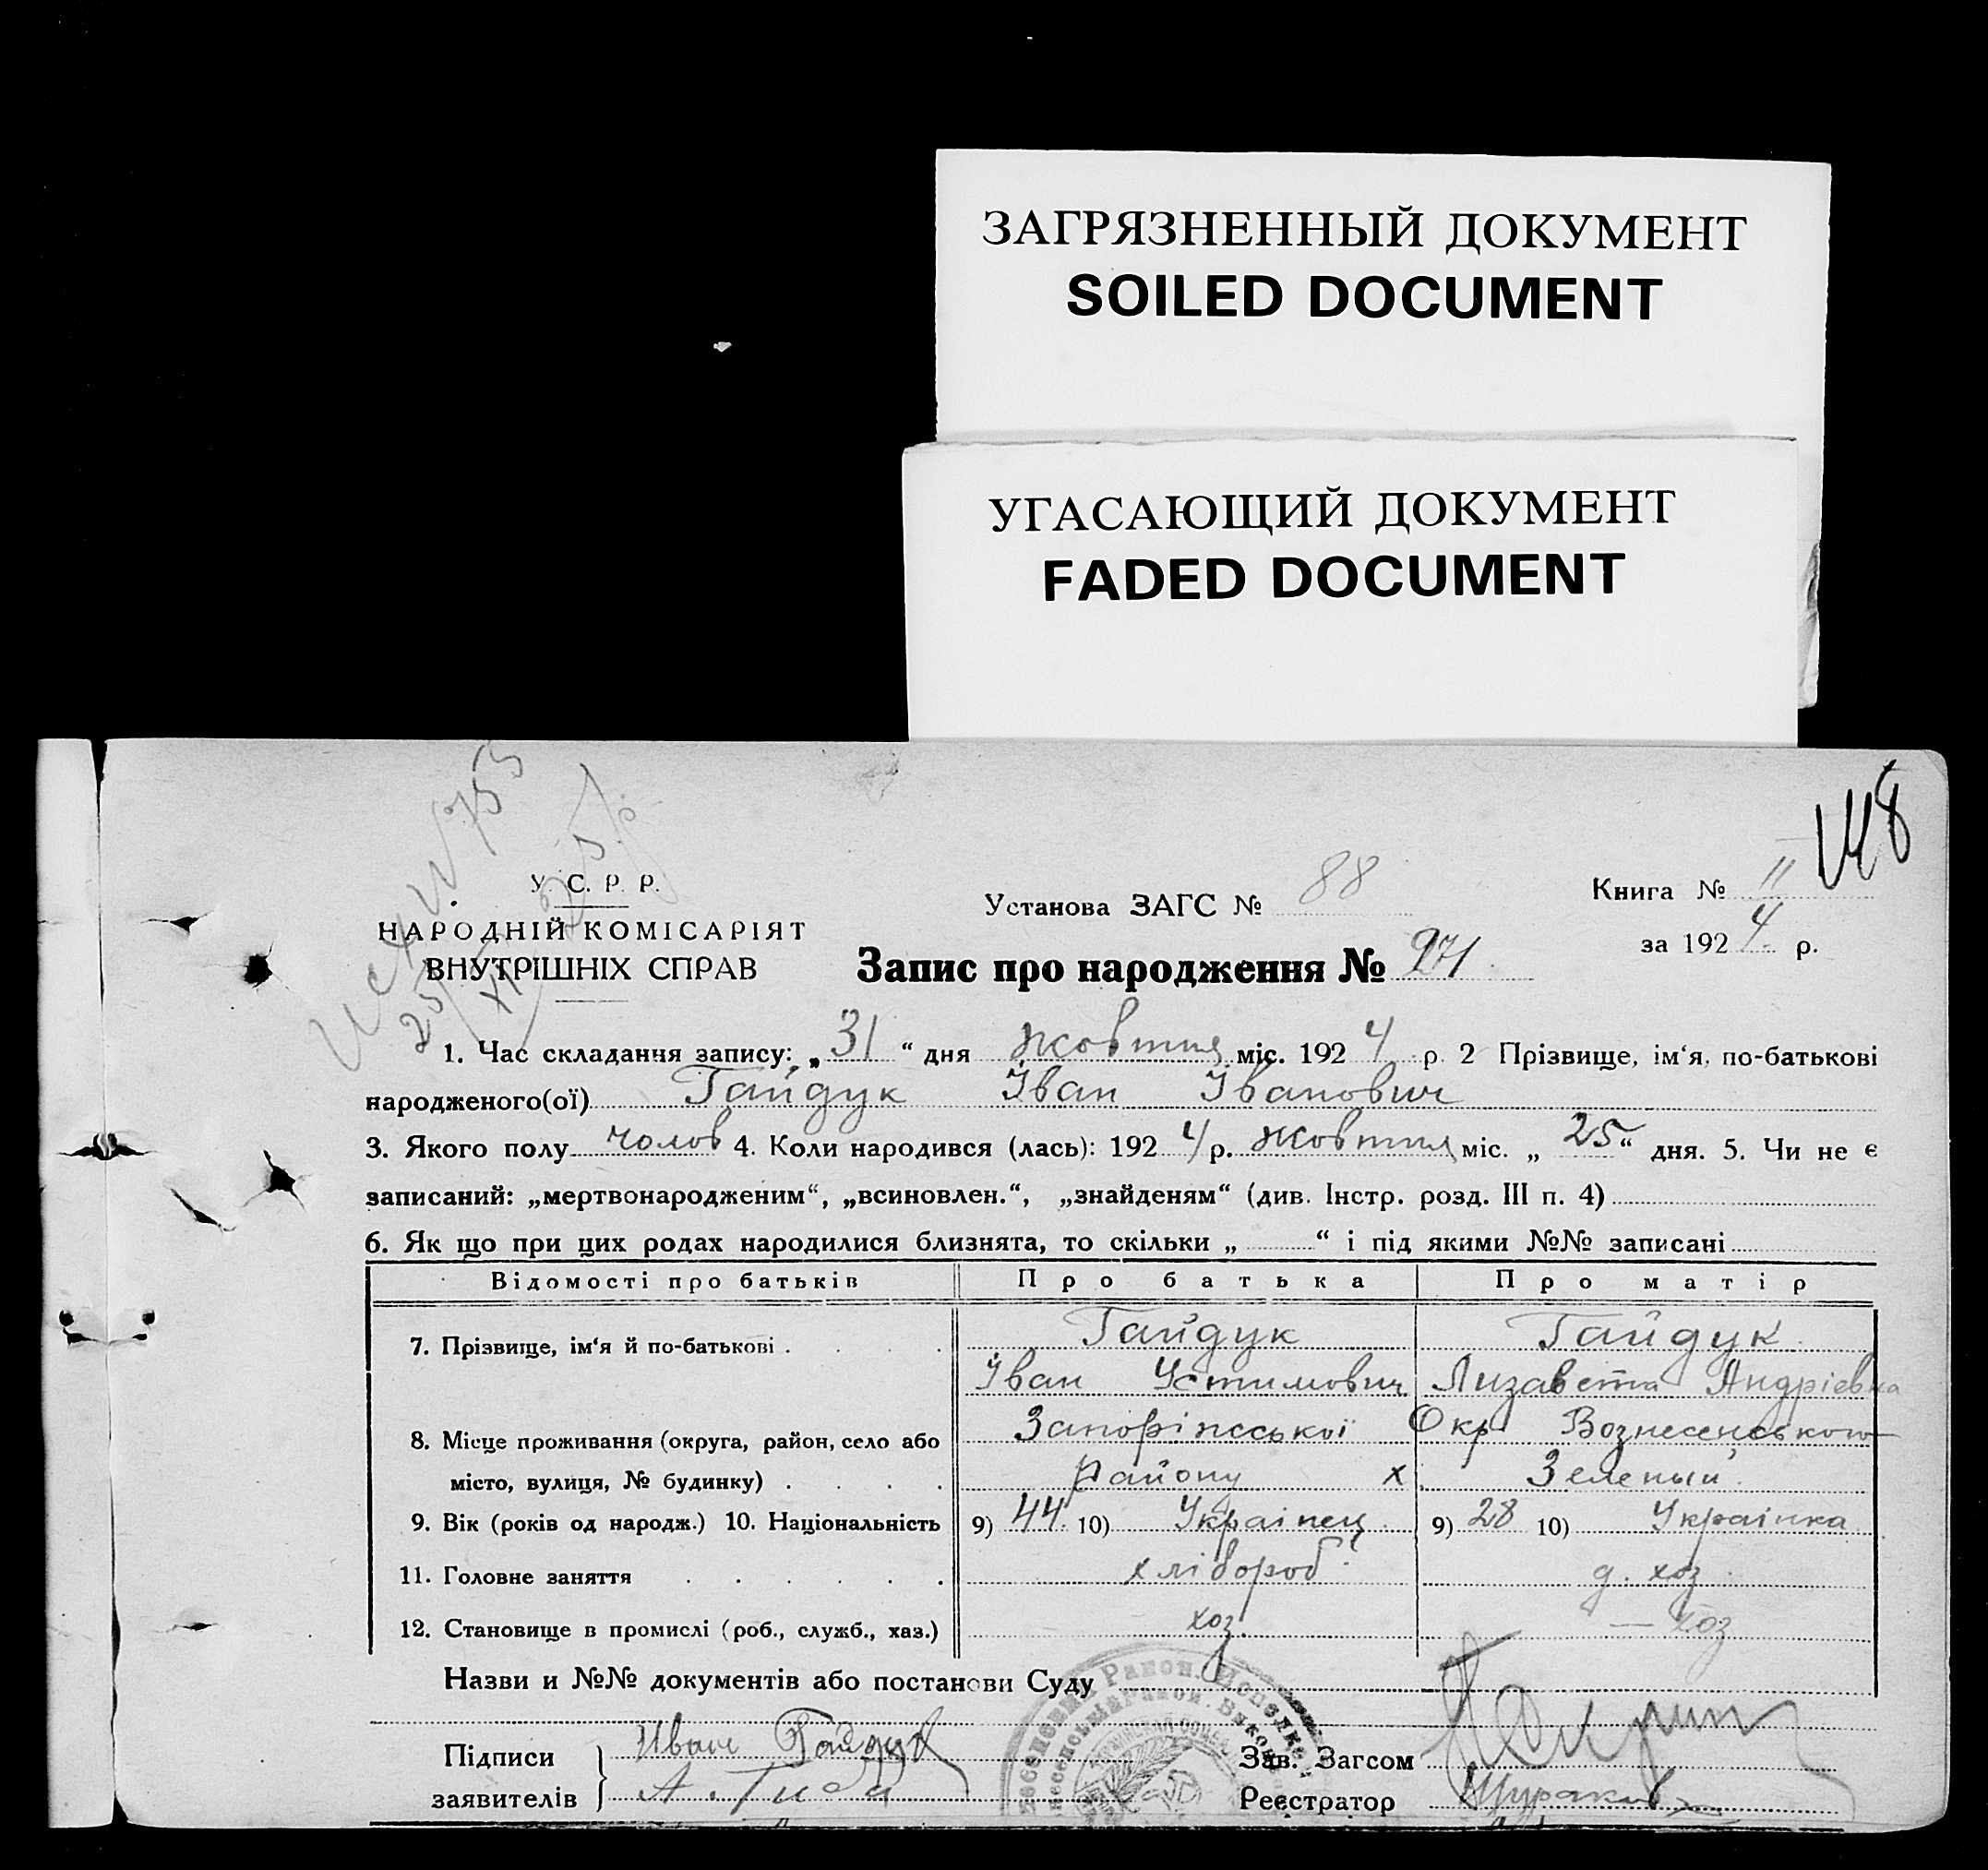 ЗАГРЯЗНЕННЫЙ ДОКУМЕНТ
SOILED DOCUMENT
УГАСАЮЩИЙ ДОКУМЕНТ
FADED DOCUMENT
148
У. С. Р. Р.
НАРОДНІЙ КОМІСАРІЯТ
ВНУТРІШНІХ СПРАВ
Установа ЗАГС № 88
Книга № 11
за 1924 р.
Запис про народження № 271
1. Час складання запису: „31“ дня жовтня міс. 1924 р 2 Прізвище, ім‘я, по-батькові
народженого(ої) Гайдук Іван Іванович
3. Якого полу чолов 4. Коли народився (лась): 1924 р. жовтня міс. „25“ дня. 5. Чи не є
записаний: „мертвонародженим“, „всиновлен.“, „знайденям“ (див. Інстр. розд. III п. 4)
6. Як що при цих родах народилися близнята, то скільки „ “ і під якими №№ записані
Відомості про батьків Про батька Про матір
7. Прізвище, ім‘я й по-батькові . Гайдук Гайдук
Іван Устимович Лизавета Андріевна
8. Місце проживання (округа, район, село або Запоріжської Окр Вознесенського
місто, вулиця, № будинку) . Району х Зеленый
9. Вік (років од народж.) 10. Національність 9) 44 10) Украінец 9) 28 10) Украінка
11. Головне заняття хлібороб д. хоз
12. Становище в промислі (роб., служб., хаз.) хоз. — хоз
Назви и №№ документів або постанови Суду
Підписи Иван Гайдук Зав. Загсом
заявителів А. Реєстратор